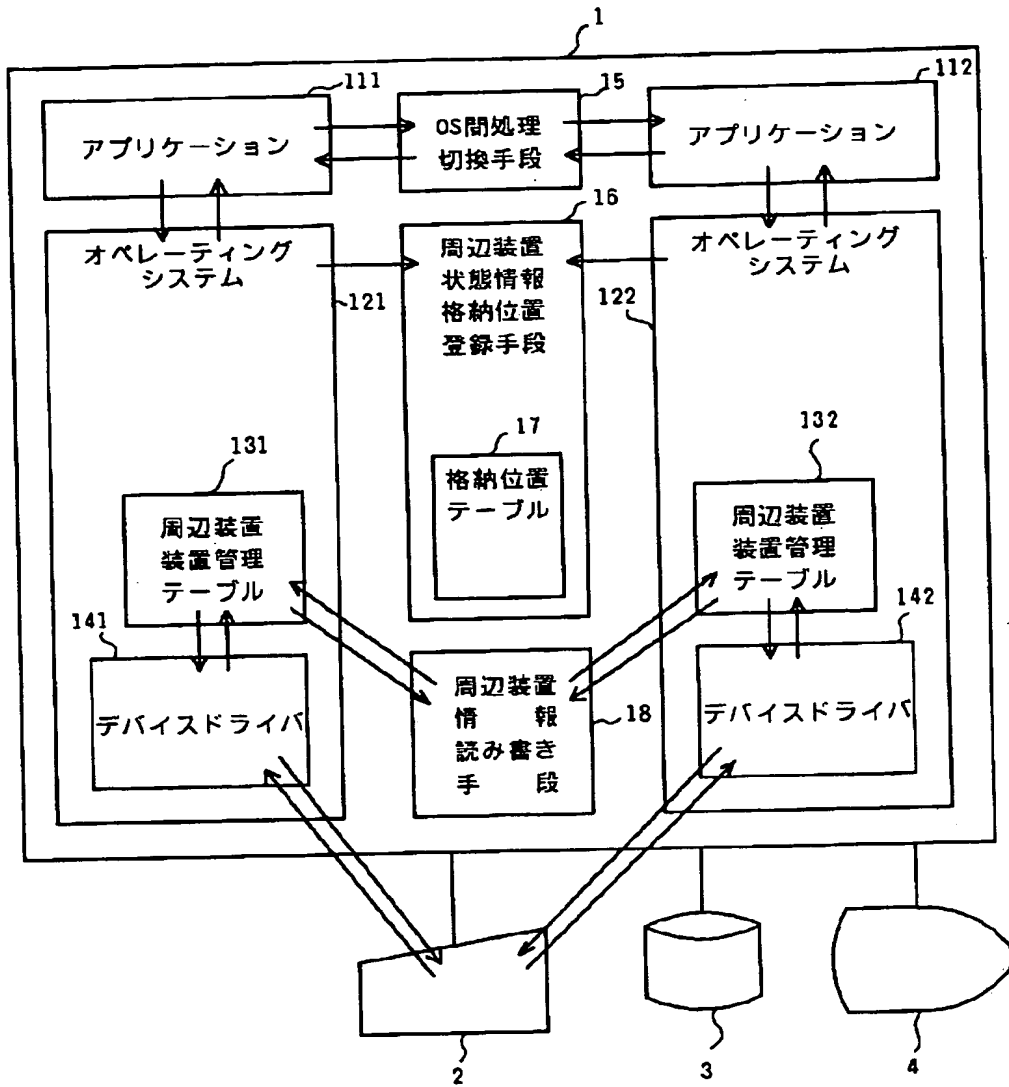 1
111
15
112
アプリケーション
OS間処理
切換手段
アプリケーション
16
オペレーティング
システム
121
周辺装置
状態情報
格納位置
登録手段
122
オペレーティング
システム
131
17
132
周辺装置
装置管理
テーブル
格納位置
テーブル
周辺装置
装置管理
テーブル
141
142
デバイスドライバ
周辺装置
情報
読み書き
手段
18
デバイスドライバ
2
3
4